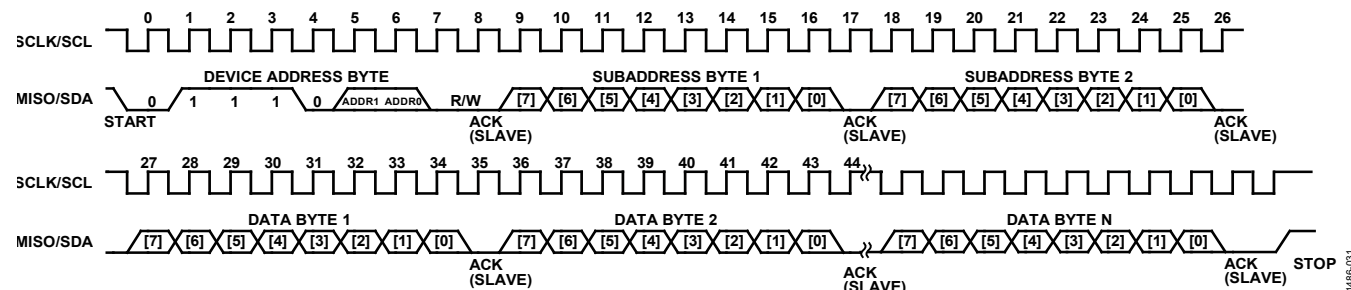 0 1 2 3 4 5 6 7 8 9 10 11 12 13 14 15 16 17 18 19 20 21 22 23 24 25 26
SCLK/SCL
DEVICE ADDRESS BYTE SUBADDRESS BYTE 1 SUBADDRESS BYTE 2
MISO/SDA 0 1 1 1 0 ADDR1 ADDR0 R/W [7] [6] [5] [4] [3] [2] [1] [0] [7] [6] [5] [4] [3] [2] [1] [0]
START ACK (SLAVE) ACK (SLAVE) ACK (SLAVE)
27 28 29 30 31 32 33 34 35 36 37 38 39 40 41 42 43 44
SCLK/SCL
DATA BYTE 1 DATA BYTE 2 DATA BYTE N
MISO/SDA [7] [6] [5] [4] [3] [2] [1] [0] [7] [6] [5] [4] [3] [2] [1] [0] [7] [6] [5] [4] [3] [2] [1] [0]
ACK (SLAVE) ACK (SLAVE) ACK (SLAVE) STOP